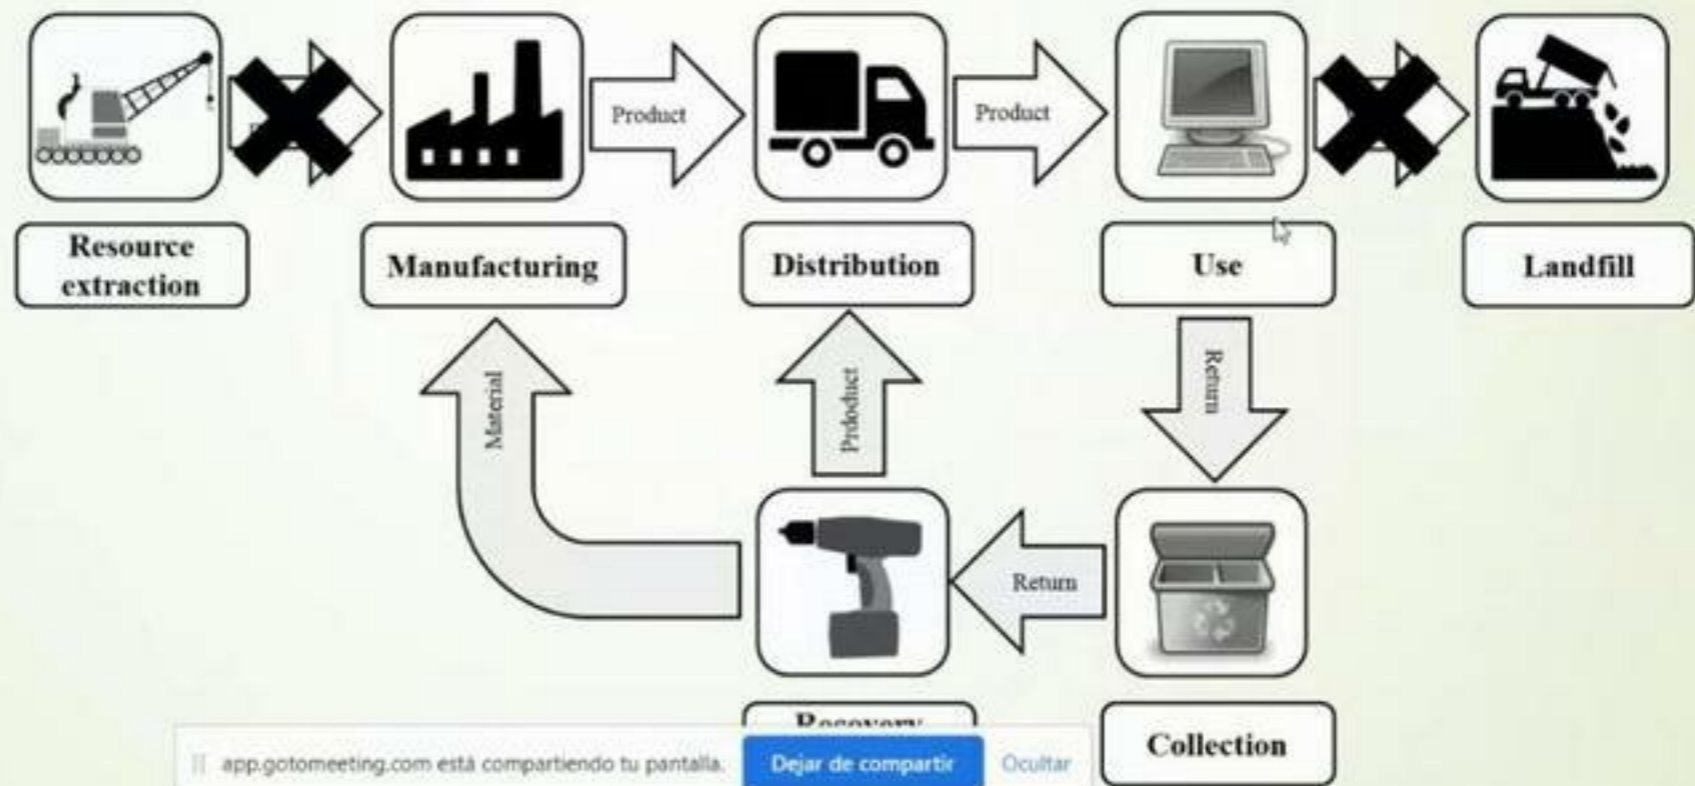 Product
Product
Resource
extraction
Manufacturing
Distribution
Use
Landfill
Material
Prdoduct
Return
Return
Recovery
Collection
app.gotomeeting.com está compartiendo tu pantalla.
Dejar de compartir
Ocultar